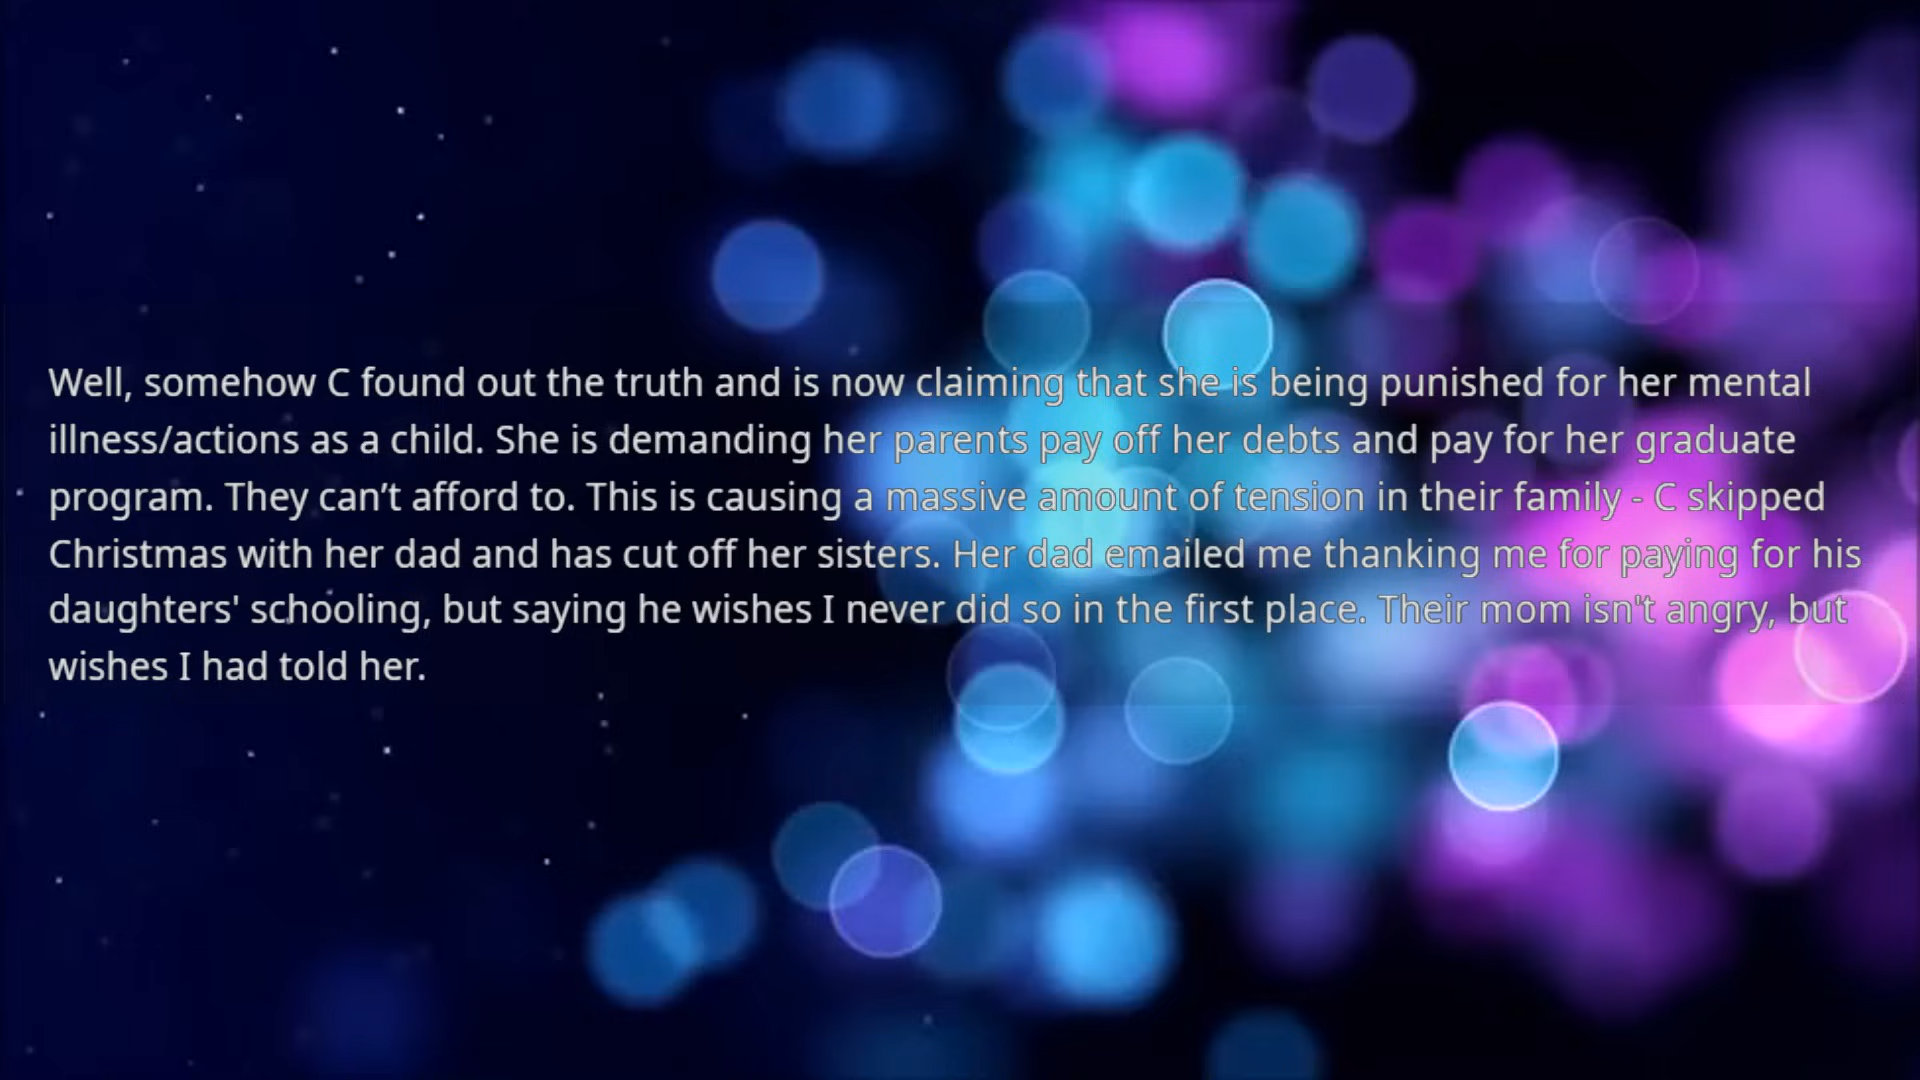 Well, somehow C found out the truth and is now claiming that she is being punished for her mental
illness/actions as a child. She is demanding her parents pay off her debts and pay for her graduate
program. They can’t afford to. This is causing a massive amount of tension in their family - C skipped
Christmas with her dad and has cut off her sisters. Her dad emailed me thanking me for paying for his
daughters' schooling, but saying he wishes I never did so in the first place. Their mom isn't angry, but
wishes I had told her.